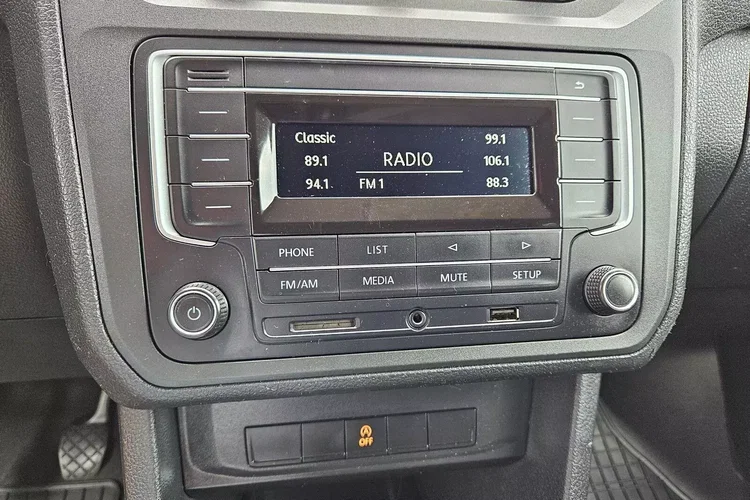 Classic 99.1
89.1 RADIO 106.1
94.1 FM 1 88.3
PHONE LIST
FM/AM MEDIA MUTE SETUP
A
OFF